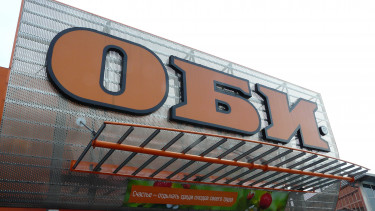 ОБИ.
Счастье – отдыхать среди плодов своего труда